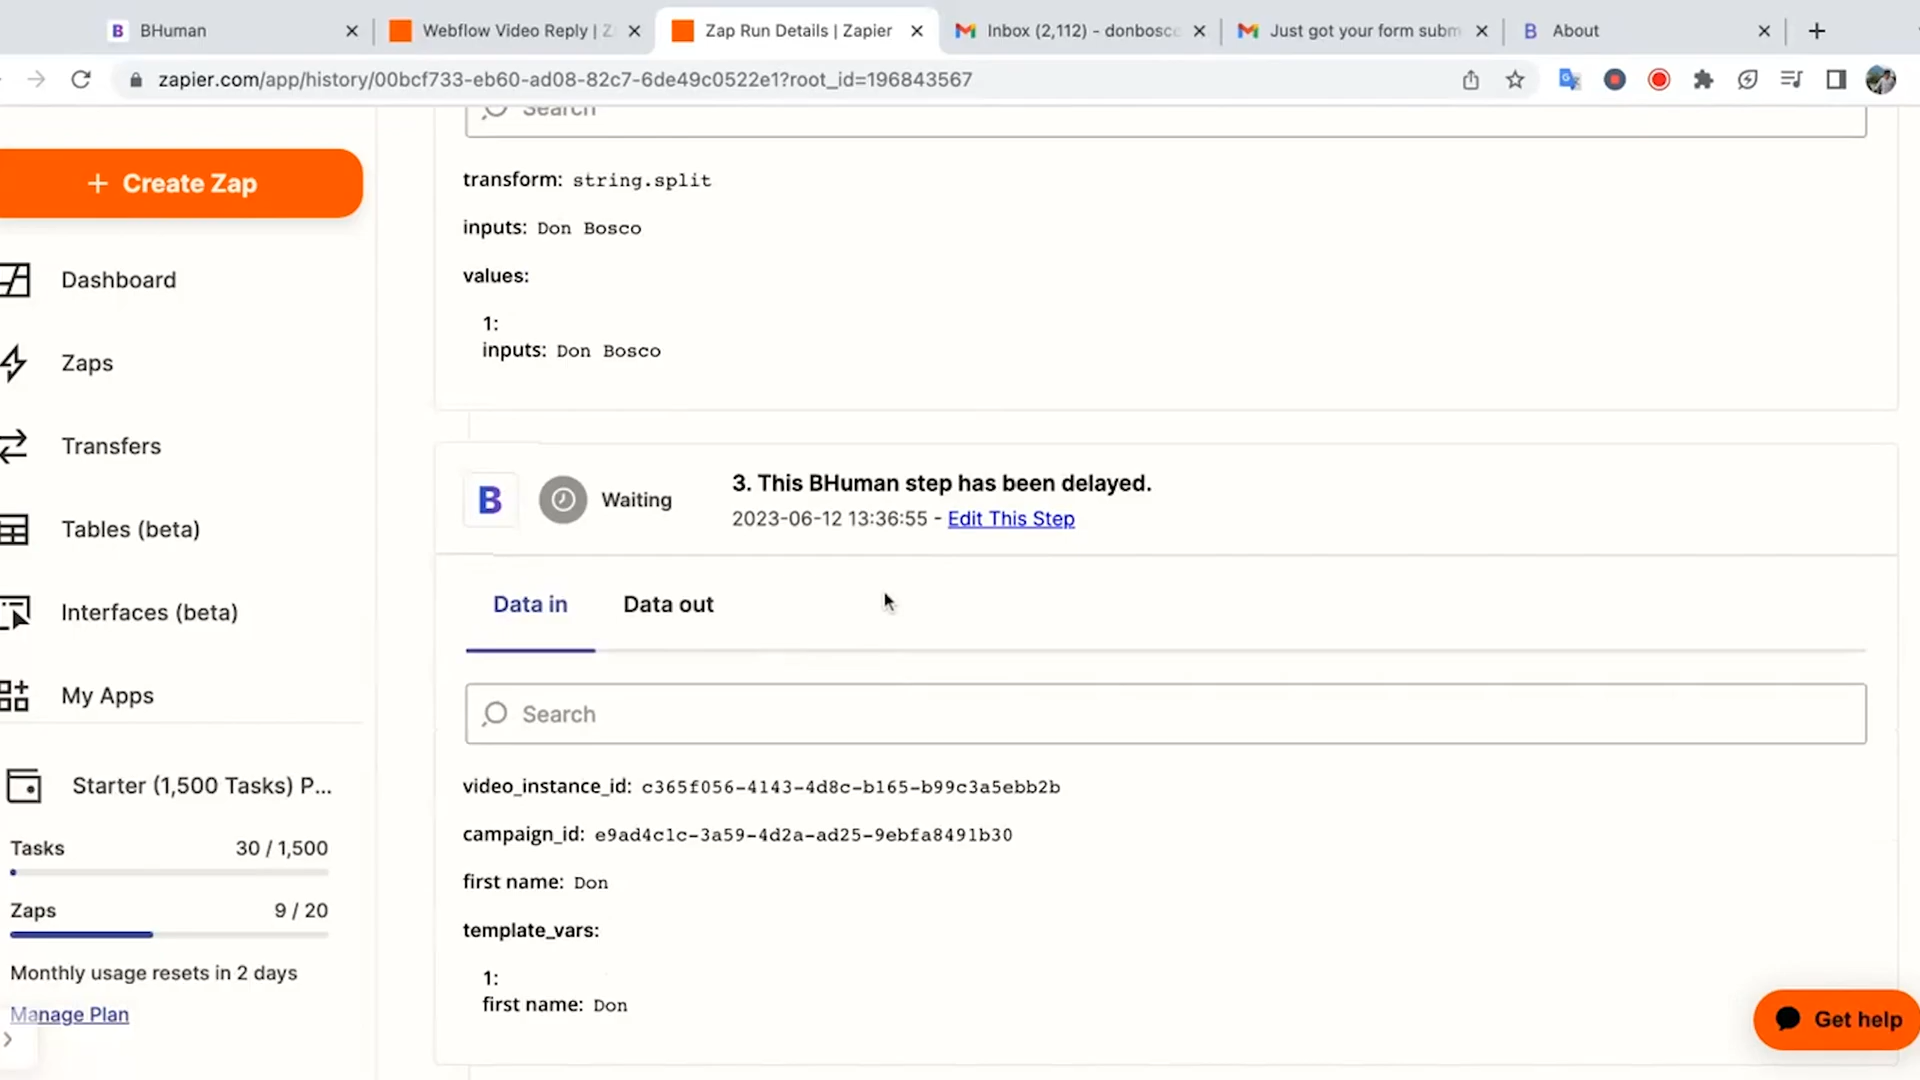 B BHuman
Webflow Video Reply | Z
Zap Run Details | Zapier
Inbox (2,112) - donbosco
Just got your form subm
B About
zapier.com/app/history/00bcf733-eb60-ad08-82c7-6de49c0522e1?root_id=196843567
Search
+ Create Zap
transform: string.split
inputs: Don Bosco
values:
1:
inputs: Don Bosco
Dashboard
Zaps
Transfers
Tables (beta)
Interfaces (beta)
My Apps
Starter (1,500 Tasks) P...
Tasks 30 / 1,500
Zaps 9 / 20
Monthly usage resets in 2 days
Manage Plan
B
Waiting
3. This BHuman step has been delayed.
2023-06-12 13:36:55 - Edit This Step
Data in Data out
Search
video_instance_id: c365f056-4143-4d8c-b165-b99c3a5ebb2b
campaign_id: e9ad4c1c-3a59-4d2a-ad25-9ebfa8491b30
first name: Don
template_vars:
1:
first name: Don
Get help